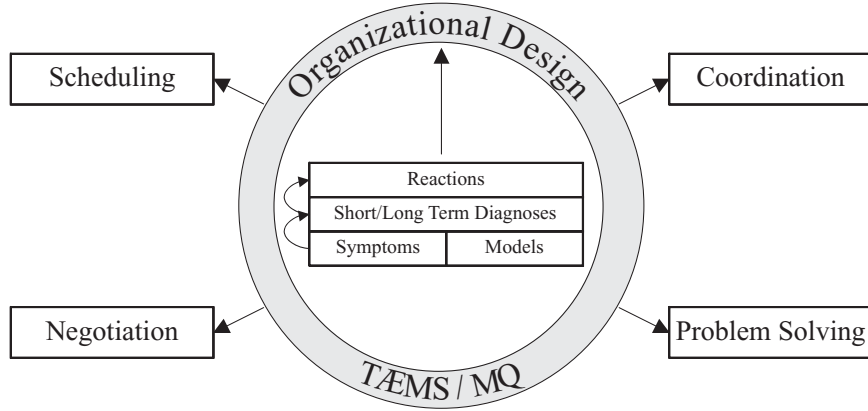 Organizational Design
Scheduling
Coordination
Reactions
Short/Long Term Diagnoses
Symptoms
Models
Negotiation
Problem Solving
TÆMS / MQ